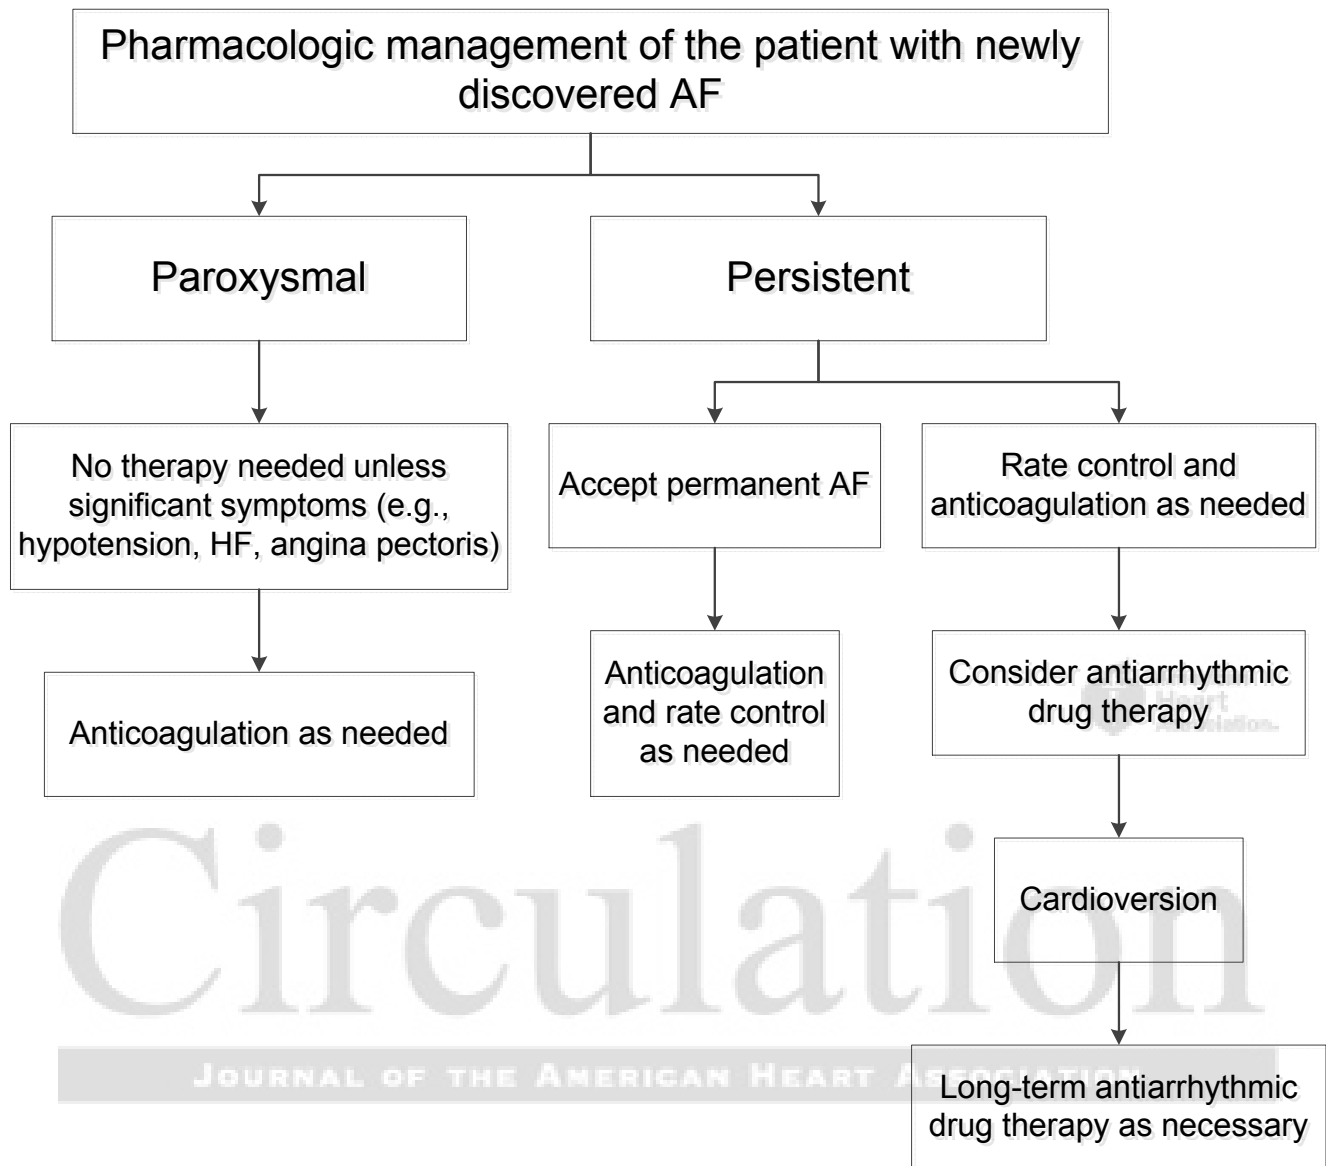 Pharmacologic management of the patient with newly
discovered AF
Paroxysmal
Persistent
No therapy needed unless
significant symptoms (e.g.,
hypotension, HF, angina pectoris)
Accept permanent AF
Rate control and
anticoagulation as needed
Anticoagulation as needed
Anticoagulation
and rate control
as needed
Consider antiarrhythmic
drug therapy
Heart
Association.
Circulation
Cardioversion
JOURNAL OF THE AMERICAN HEART ASSOCIATION
Long-term antiarrhythmic
drug therapy as necessary